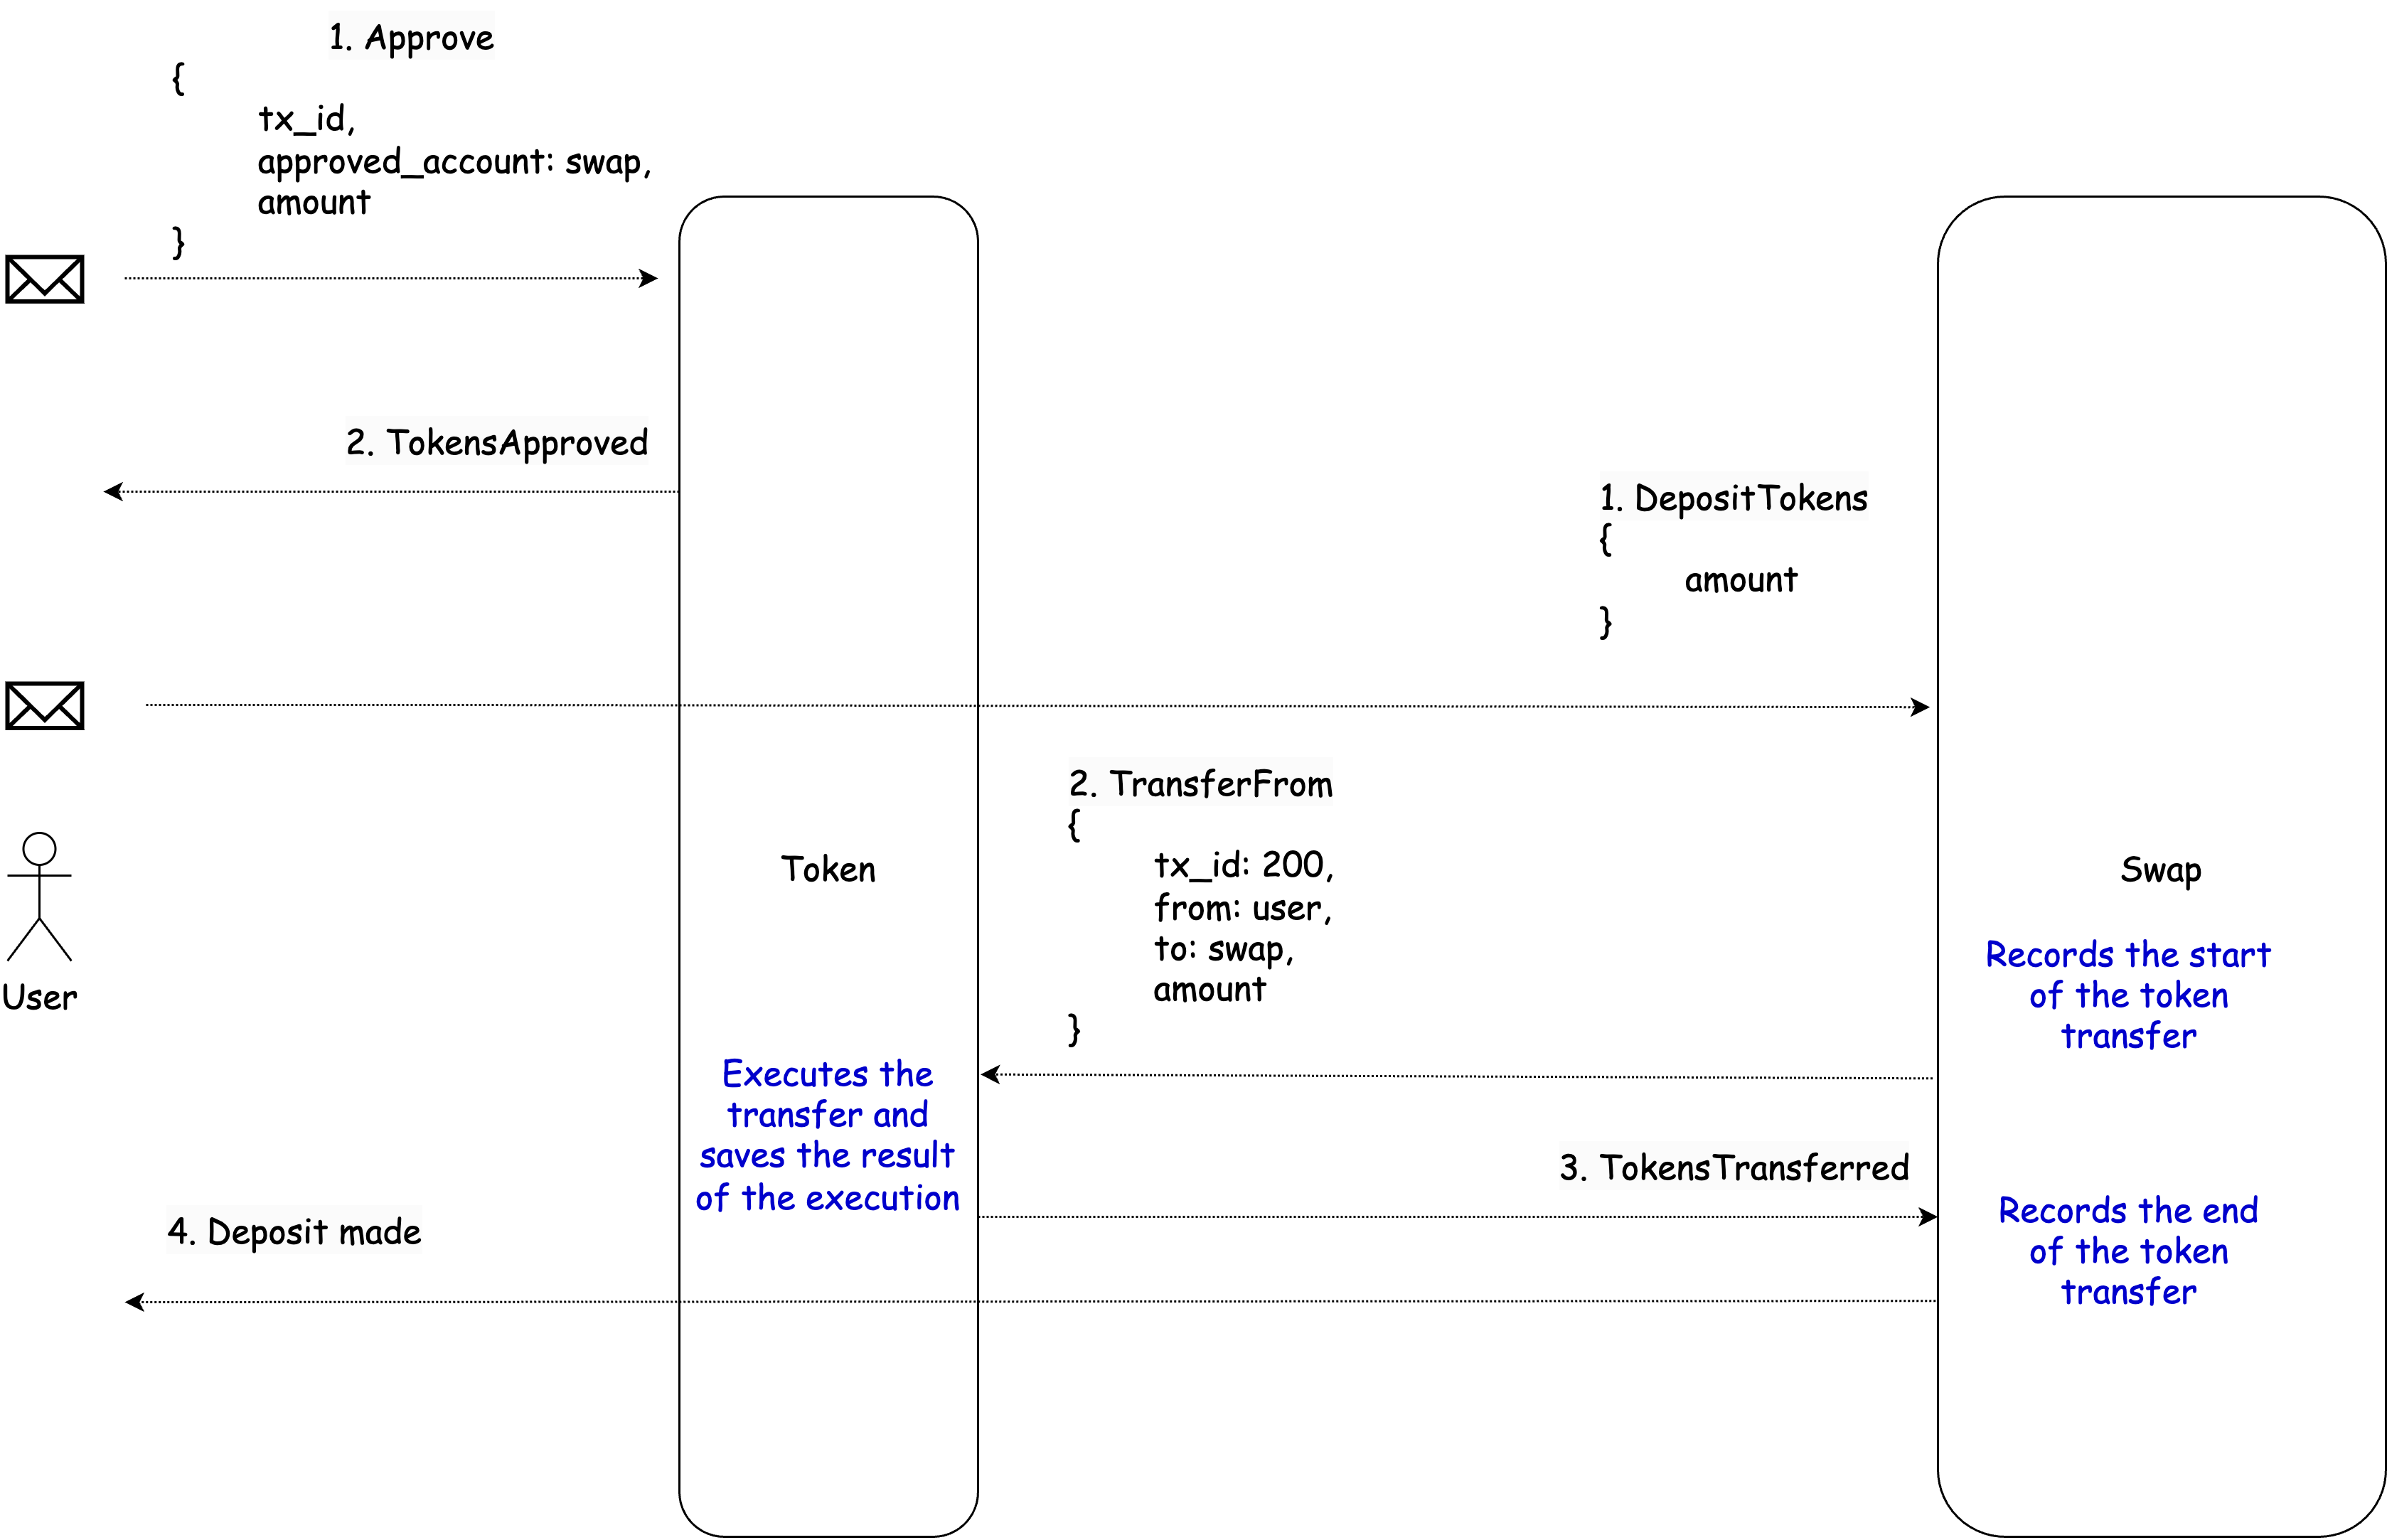 1. Approve
{
tx_id,
approved_account: swap,
amount
}
2. TokensApproved
1. DepositTokens
{
amount
}
2. TransferFrom
{
tx_id: 200,
from: user,
to: swap,
amount
}
Token
Swap
User
Records the start
of the token
transfer
Executes the
transfer and
saves the result
of the execution
3. TokensTransferred
Records the end
of the token
transfer
4. Deposit made